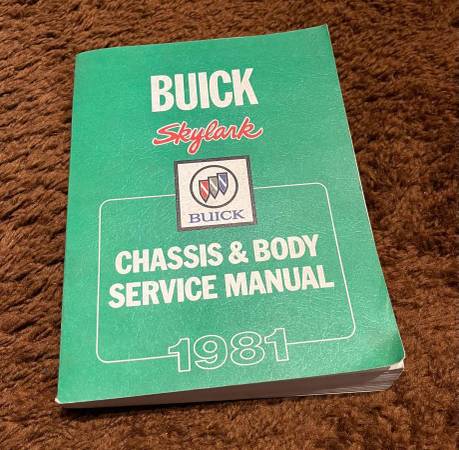 BUICK
Skylark
BUICK
CHASSIS & BODY
SERVICE MANUAL
1981